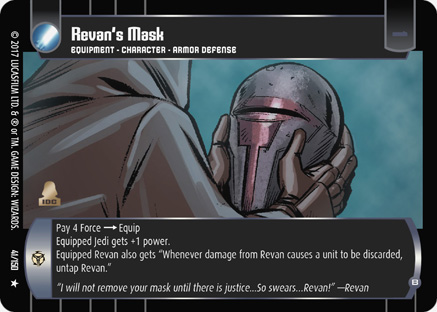 Revan's Mask
EQUIPMENT - CHARACTER - ARMOR DEFENSE
© 2017 LUCASFILM LTD. & ® or TM. GAME DESIGN: WIZARDS.
IDC
Pay 4 Force → Equip
Equipped Jedi gets +1 power.
Equipped Revan also gets “Whenever damage from Revan causes a unit to be discarded,
untap Revan.”
“I will not remove your mask until there is justice...So swears...Revan!” —Revan
B